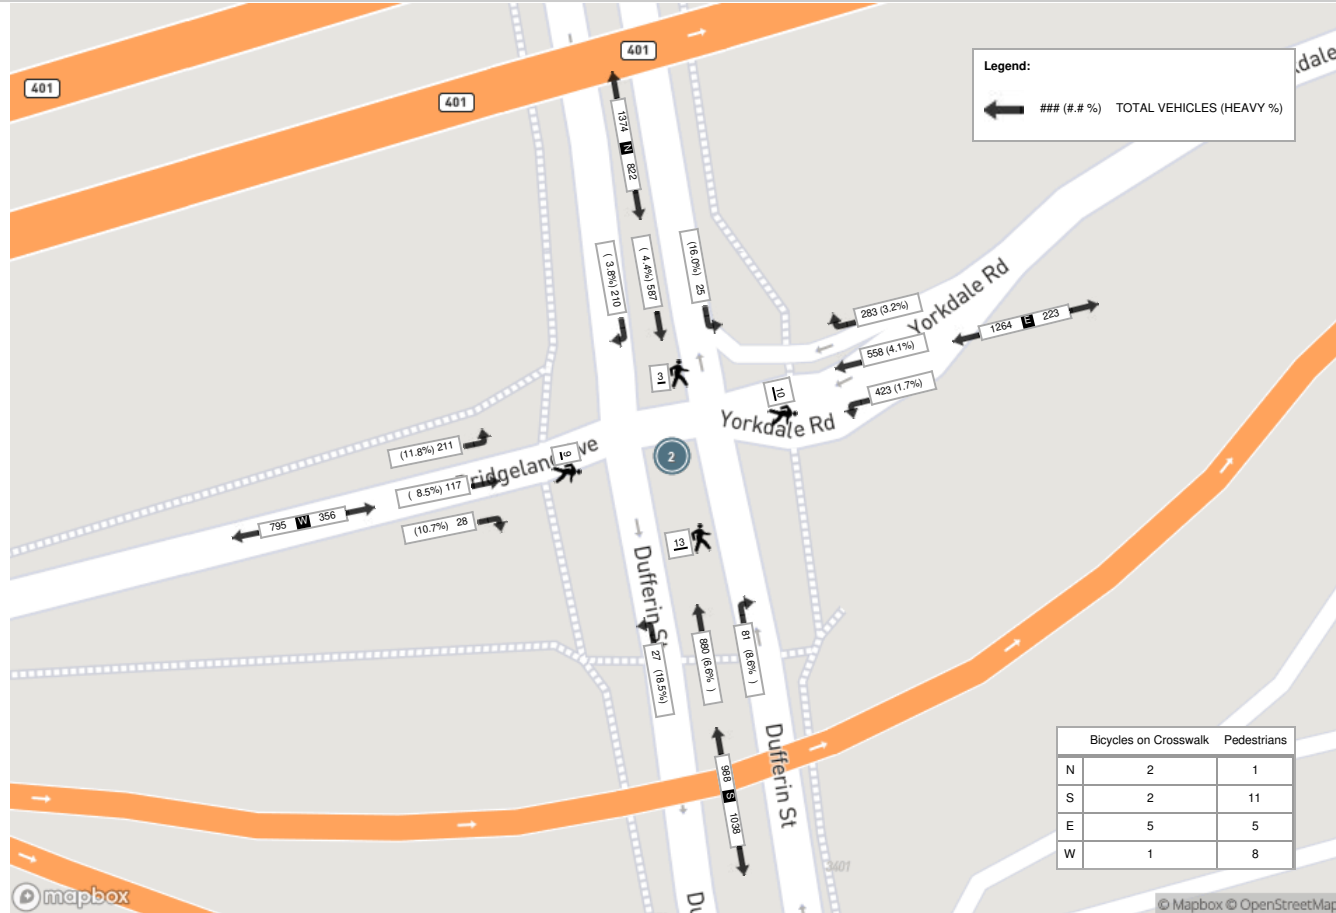 401
401
401
Legend:
### (#.# %) TOTAL VEHICLES (HEAVY %)
1374 N 822
( 3.8%) 210
( 4.4%) 587
(16.0%) 25
283 (3.2%)
558 (4.1%)
423 (1.7%)
Yorkdale Rd
1264 E 223
3
10
Yorkdale Rd
2
9
(11.8%) 211
( 8.5%) 117
(10.7%) 28
795 W 356
13
Dufferin St
27 (18.5%)
880 (6.6% )
81 (8.6% )
988 S 1038
Dufferin St
3401
Bicycles on Crosswalk Pedestrians
N 2 1
S 2 11
E 5 5
W 1 8
mapbox
© Mapbox © OpenStreetMap